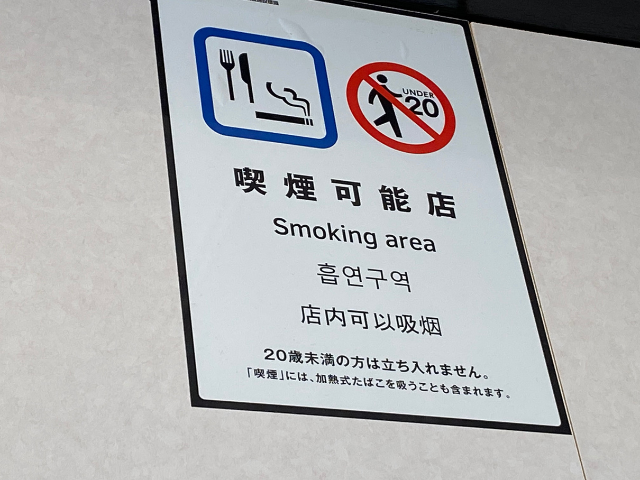 UNDER
20
喫煙可能店
Smoking area
흡연구역
店内可以吸烟
20歳未満の方は立ち入れません。
「喫煙」には、加熱式たばこを吸うことも含まれます。